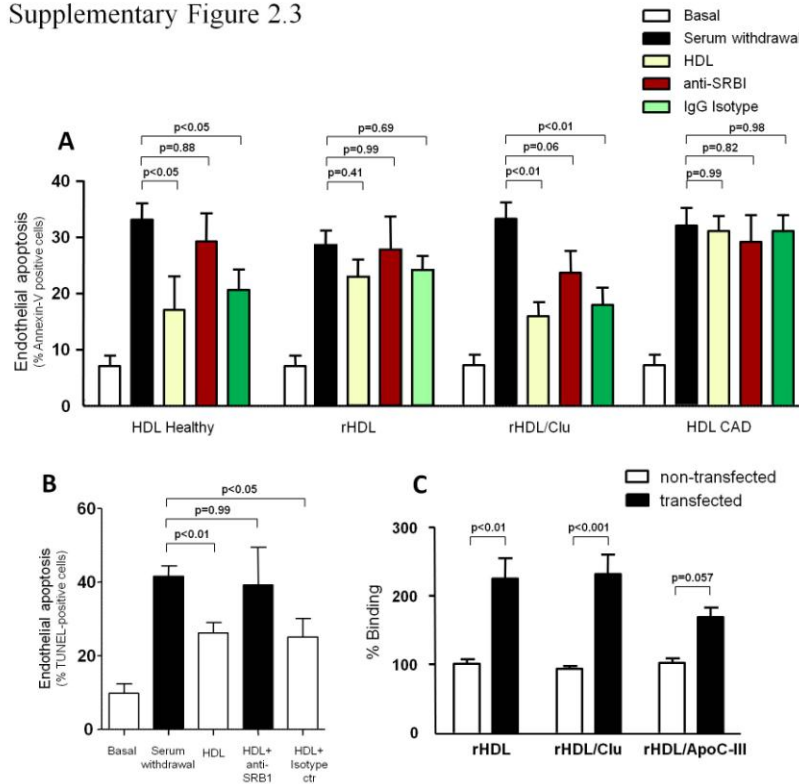 Supplementary Figure 2.3
Basal
Serum withdrawal
HDL
anti-SRBI
IgG Isotype
A
p<0.05
p=0.88
p<0.05
p=0.69
p=0.99
p=0.41
p<0.01
p=0.06
p<0.01
p=0.98
p=0.82
p=0.99
Endothelial apoptosis
(% Annexin-V positive cells)
40
30
20
10
0
HDL Healthy
rHDL
rHDL/Clu
HDL CAD
B
p<0.05
p=0.99
p<0.01
Endothelial apoptosis
(% TUNEL-positive cells)
60
40
20
0
Basal
Serum
withdrawal
HDL
HDL+
anti-
SRB1
HDL+
Isotype
ctr
C
non-transfected
transfected
p<0.01
p<0.001
p=0.057
% Binding
300
200
100
0
rHDL
rHDL/Clu
rHDL/ApoC-III